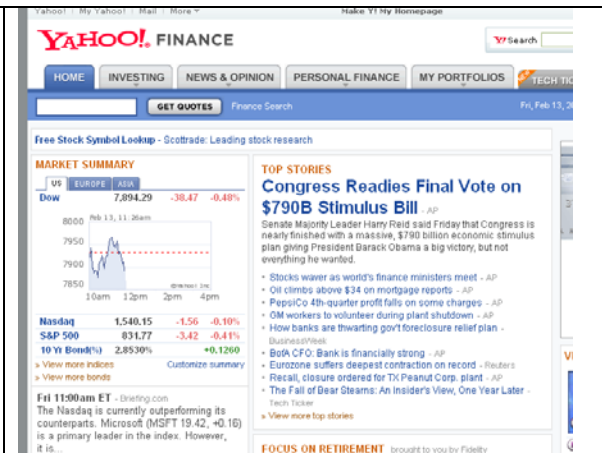 Yahoo! My Yahoo! Mail More Make Y! My Homepage
YAHOO! FINANCE
Y! Search
HOME INVESTING NEWS & OPINION PERSONAL FINANCE MY PORTFOLIOS TECH TIC
GET QUOTES Finance Search Fri, Feb 13, 20
Free Stock Symbol Lookup - Scottrade: Leading stock research
MARKET SUMMARY
US EUROPE ASIA
Dow 7,894.29 -38.47 -0.48%
Feb 13, 11:26am
8000
7950
7900
7850
10am 12pm 2pm 4pm
Nasdaq 1,540.15 -1.56 -0.10%
S&P 500 831.77 -3.42 -0.41%
10 Yr Bond(%) 2.8530% +0.1260
» View more indices Customize summary
» View more bonds
Fri 11:00am ET - Briefing.com
The Nasdaq is currently outperforming its
counterparts. Microsoft (MSFT 19.42, +0.16)
is a primary leader in the index. However,
it is...
TOP STORIES
Congress Readies Final Vote on
$790B Stimulus Bill - AP
Senate Majority Leader Harry Reid said Friday that Congress is
nearly finished with a massive, $790 billion economic stimulus
plan giving President Barack Obama a big victory, but not
everything he wanted.
• Stocks waver as world's finance ministers meet - AP
• Oil climbs above $34 on mortgage reports - AP
• PepsiCo 4th-quarter profit falls on some charges - AP
• GM workers to volunteer during plant shutdown - AP
• How banks are thwarting gov't foreclosure relief plan -
BusinessWeek
• BofA CFO: Bank is financially strong - AP
• Eurozone suffers deepest contraction on record - Reuters
• Recall, closure ordered for TX Peanut Corp. plant - AP
• The Fall of Bear Stearns: An Insider's View, One Year Later -
Tech Ticker
» View more top stories
FOCUS ON RETIREMENT brought to you by Fidelity